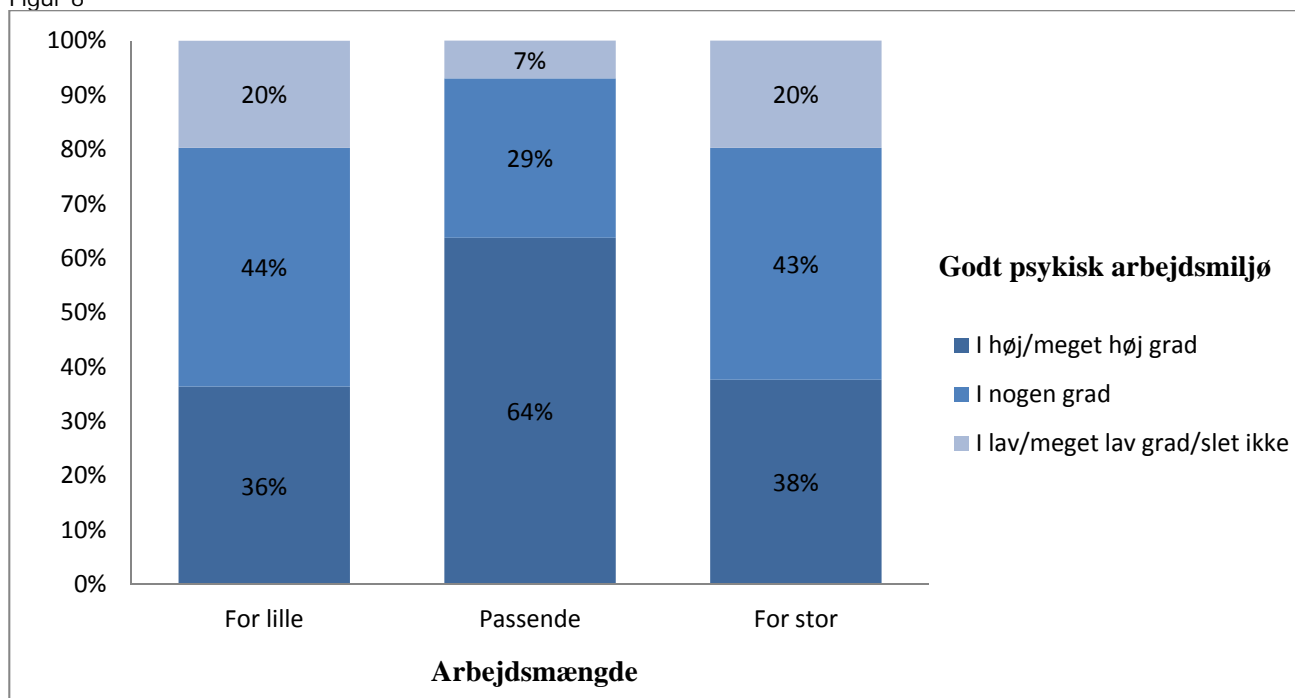 Figur 8
100%
90%
80%
70%
60%
50%
40%
30%
20%
10%
0%
20%
44%
36%
7%
29%
64%
20%
43%
38%
For lille
Passende
For stor
Arbejdsmængde
Godt psykisk arbejdsmiljø
I høj/meget høj grad
I nogen grad
I lav/meget lav grad/slet ikke